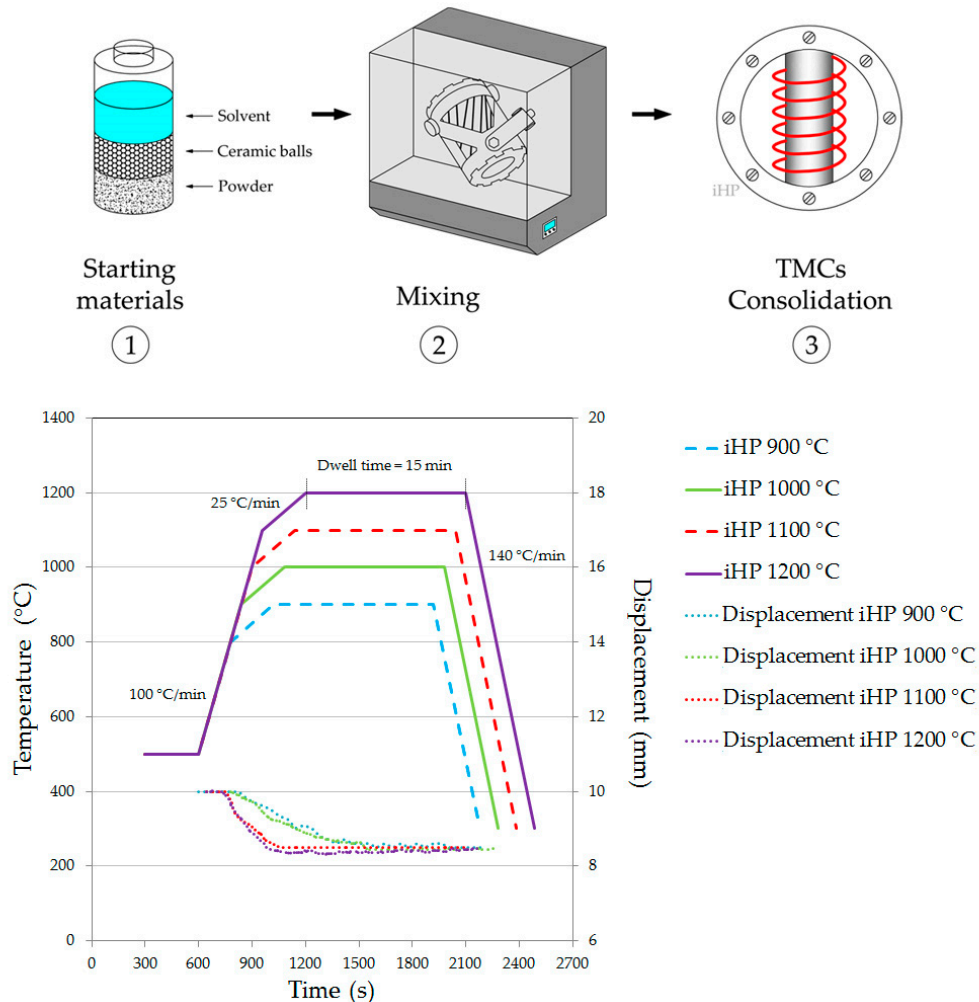 Solvent
Ceramic balls
Powder
iHP
Starting
materials
Mixing
TMCs
Consolidation
1
2
3
1400
1200
1000
800
600
400
200
0
Temperature (°C)
20
18
16
14
12
10
8
6
Displacement (mm)
Dwell time = 15 min
25 °C/min
140 °C/min
100 °C/min
0
300
600
900
1200
1500
1800
2100
2400
2700
Time (s)
iHP 900 °C
iHP 1000 °C
iHP 1100 °C
iHP 1200 °C
Displacement iHP 900 °C
Displacement iHP 1000 °C
Displacement iHP 1100 °C
Displacement iHP 1200 °C